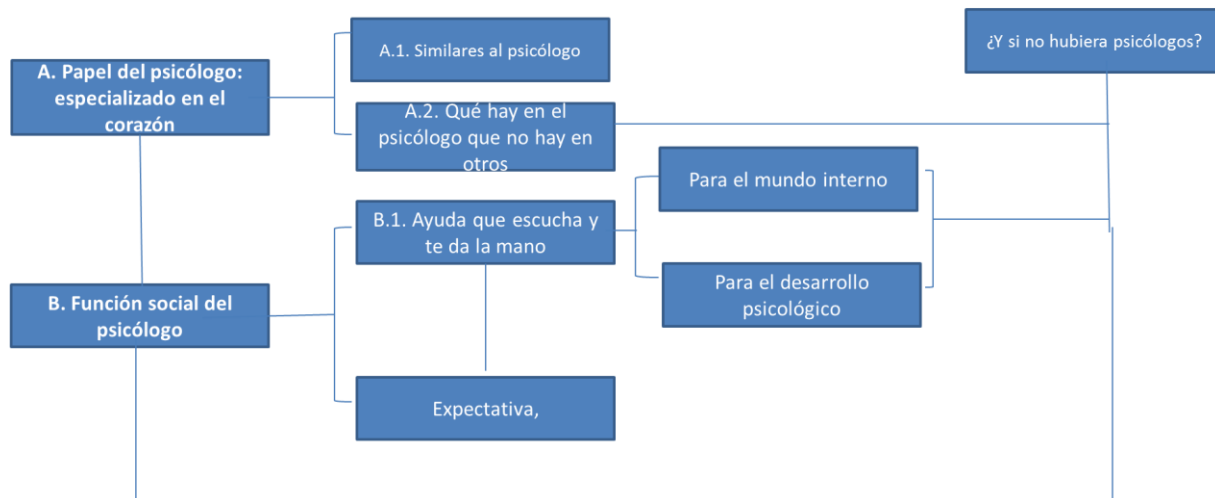 A.1. Similares al psicólogo
¿Y si no hubiera psicólogos?
A. Papel del psicólogo:
especializado en el
corazón
A.2. Qué hay en el
psicólogo que no hay en
otros
Para el mundo interno
B.1. Ayuda que escucha y
te da la mano
Para el desarrollo
psicológico
B. Función social del
psicólogo
Expectativa,